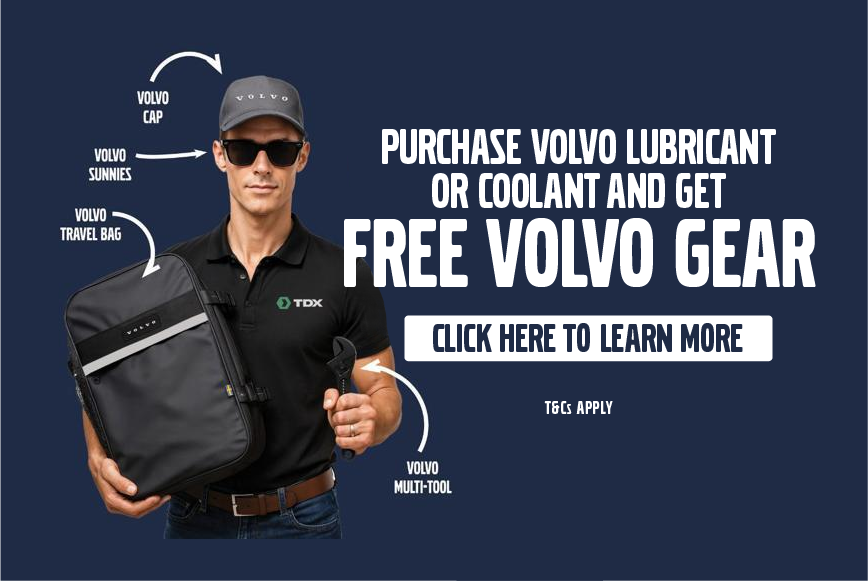 VOLVO
CAP
VOLVO
VOLVO
SUNNIES
VOLVO
TRAVEL BAG
VOLVO
TDX
VOLVO
MULTI-TOOL
PURCHASE VOLVO LUBRICANT
OR COOLANT AND GET
FREE VOLVO GEAR
CLICK HERE TO LEARN MORE
T&Cs APPLY